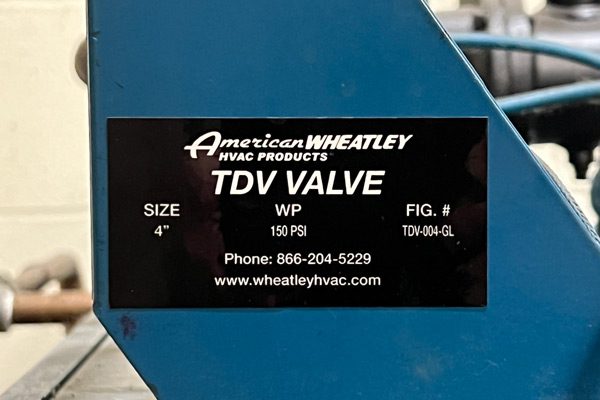 American WHEATLEY
HVAC PRODUCTS
TDV VALVE
SIZE WP FIG. #
4" 150 PSI TDV-004-GL
Phone: 866-204-5229
www.wheatleyhvac.com